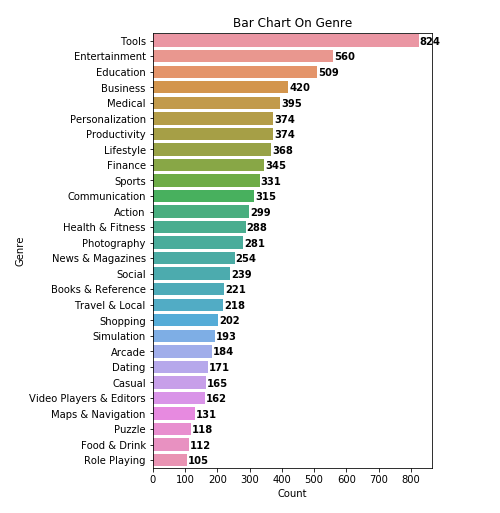 Bar Chart On Genre
Tools 824
Entertainment 560
Education 509
Business 420
Medical 395
Personalization 374
Productivity 374
Lifestyle 368
Finance 345
Sports 331
Communication 315
Action 299
Health & Fitness 288
Photography 281
News & Magazines 254
Social 239
Books & Reference 221
Travel & Local 218
Shopping 202
Simulation 193
Arcade 184
Dating 171
Casual 165
Video Players & Editors 162
Maps & Navigation 131
Puzzle 118
Food & Drink 112
Role Playing 105
0 100 200 300 400 500 600 700 800
Count
Genre